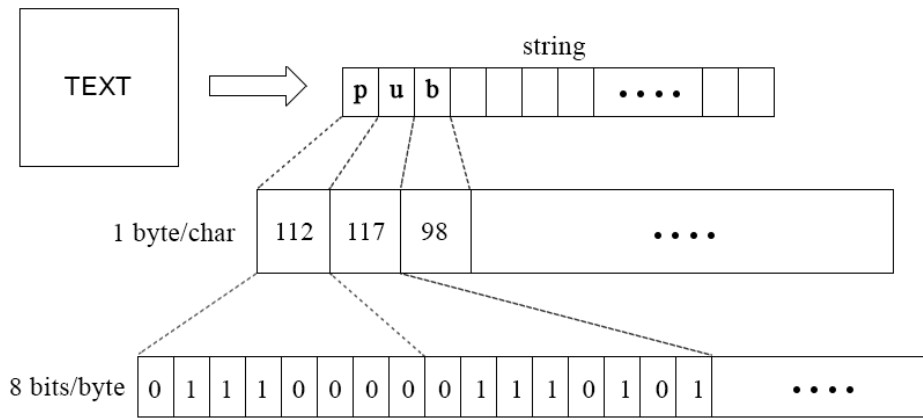 string
TEXT
p u b ....
1 byte/char 112 117 98 ....
8 bits/byte 0 1 1 1 0 0 0 0 0 1 1 1 0 1 0 1 ....